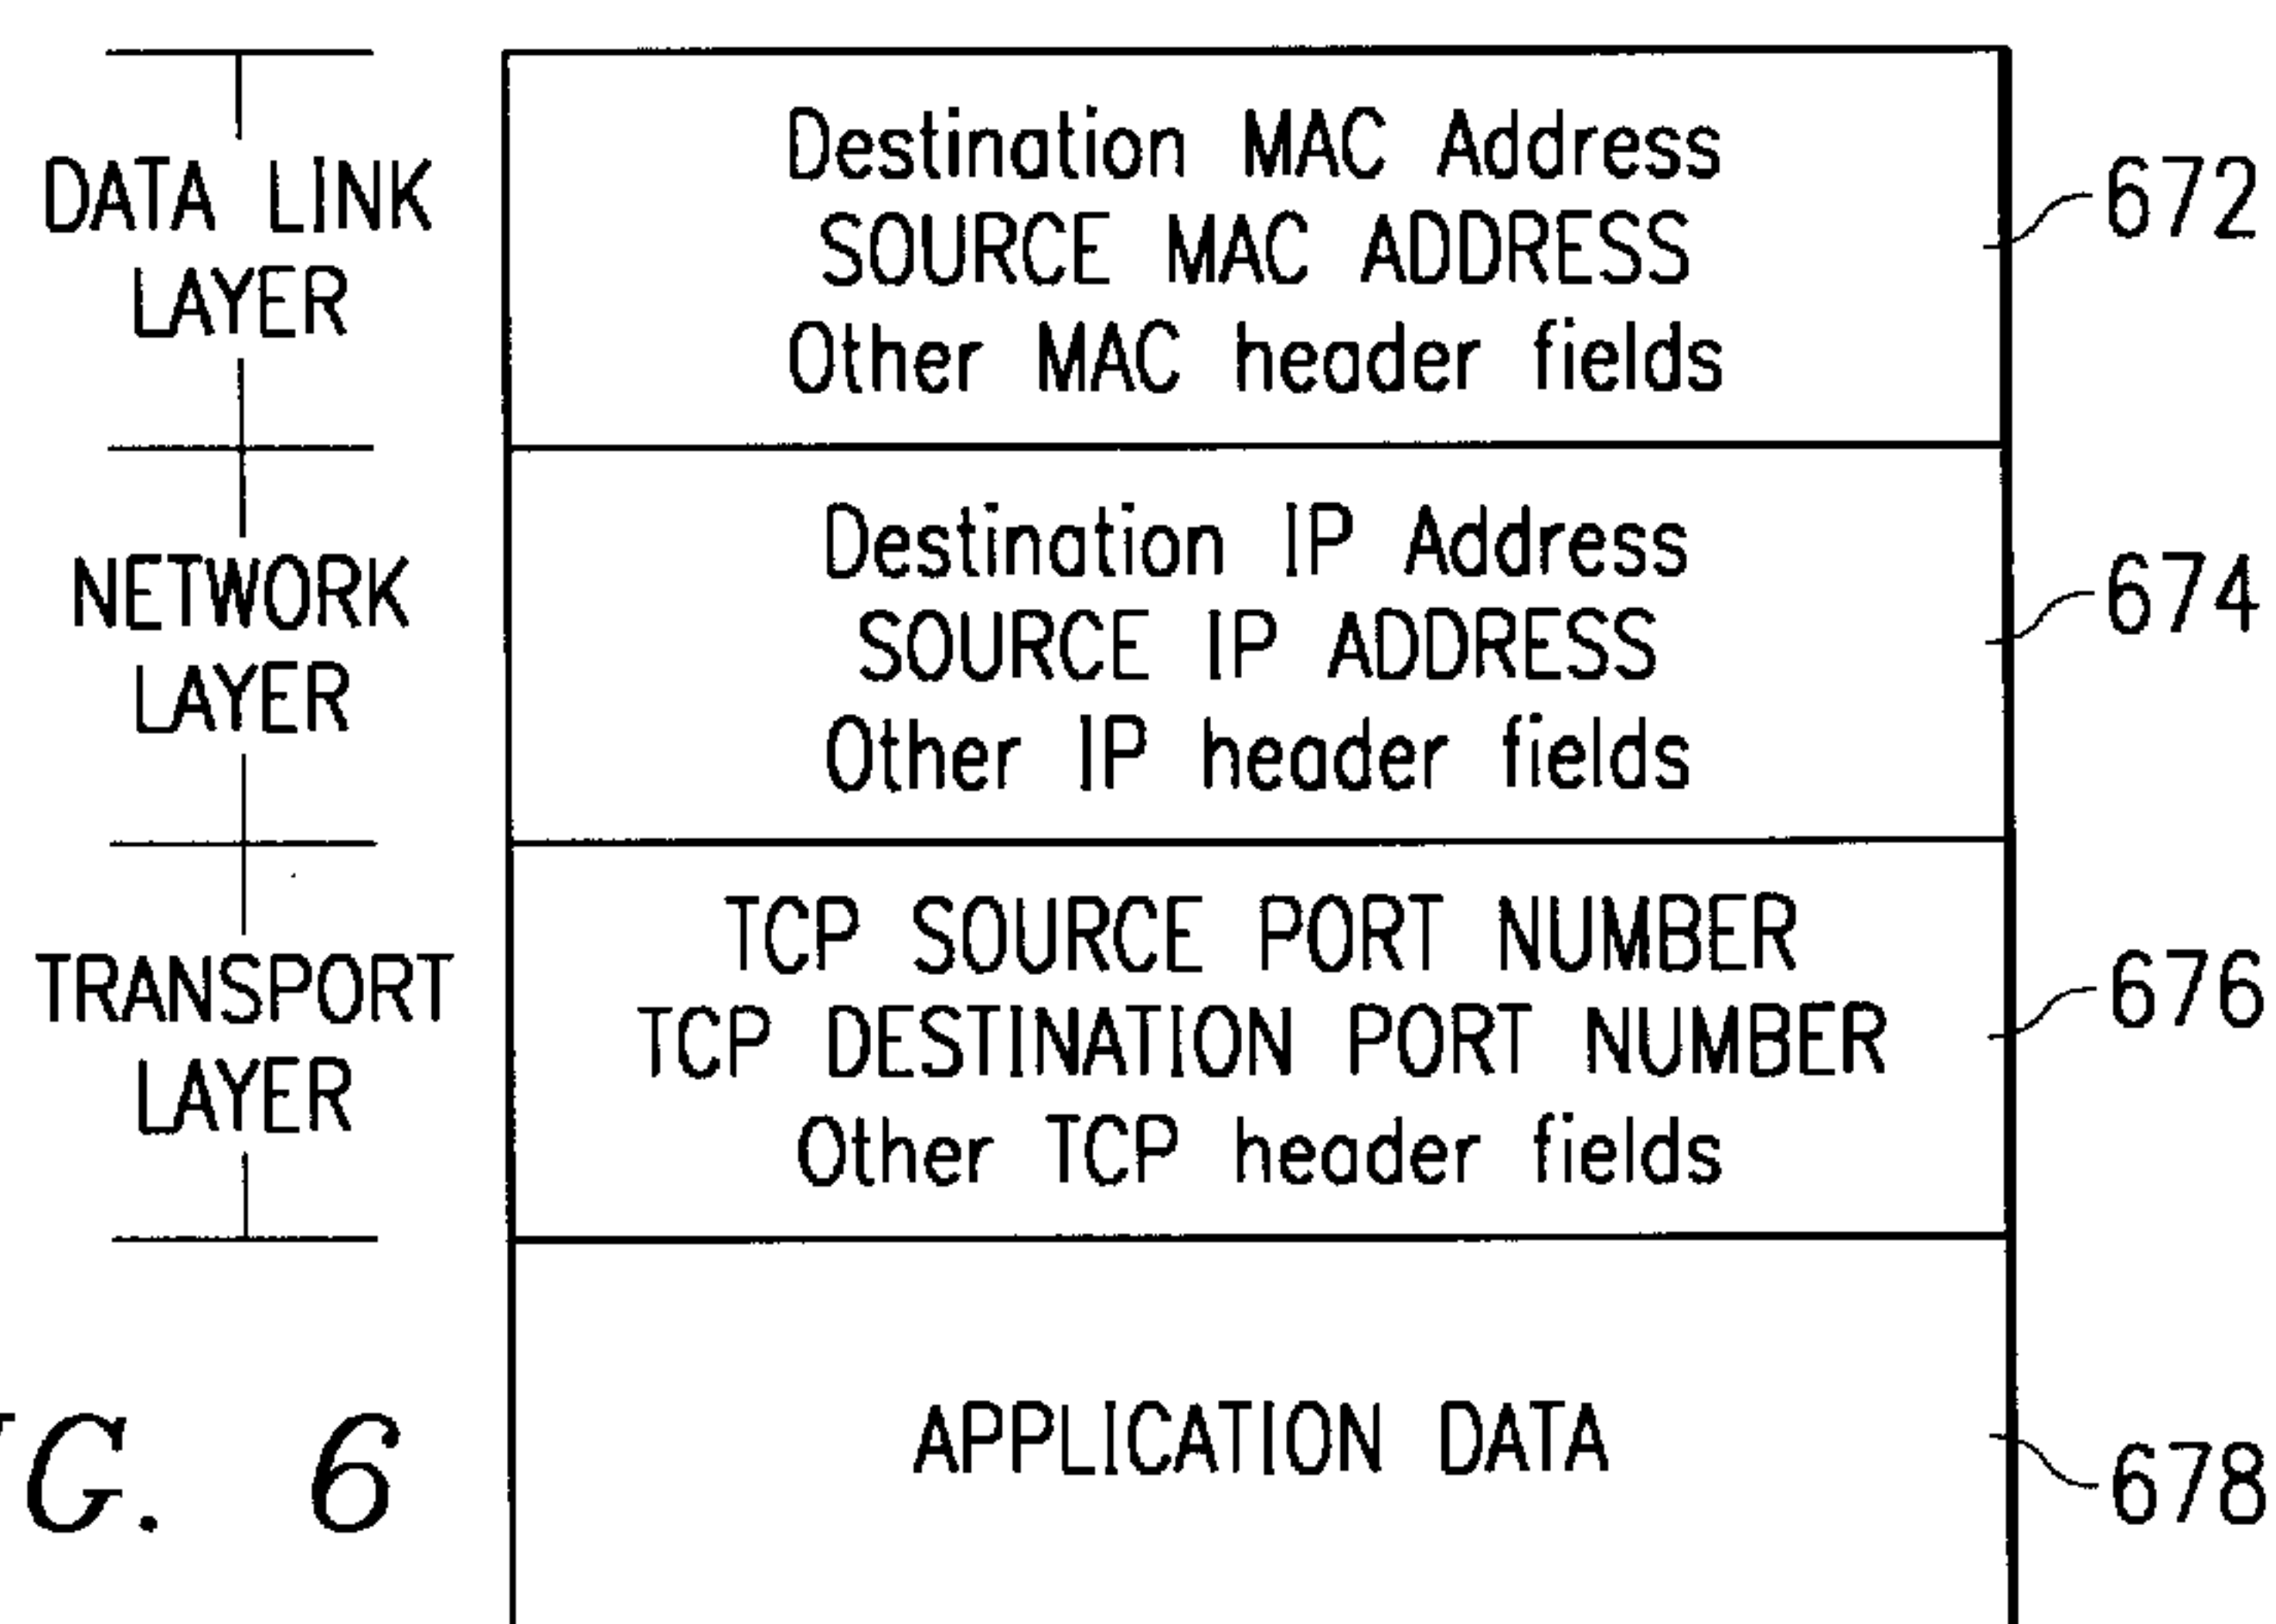 DATA LINK
LAYER
Destination MAC Address
SOURCE MAC ADDRESS
Other MAC header fields
672
NETWORK
LAYER
Destination IP Address
SOURCE IP ADDRESS
Other IP header fields
674
TRANSPORT
LAYER
TCP SOURCE PORT NUMBER
TCP DESTINATION PORT NUMBER
Other TCP header fields
676
APPLICATION DATA
678
G. 6